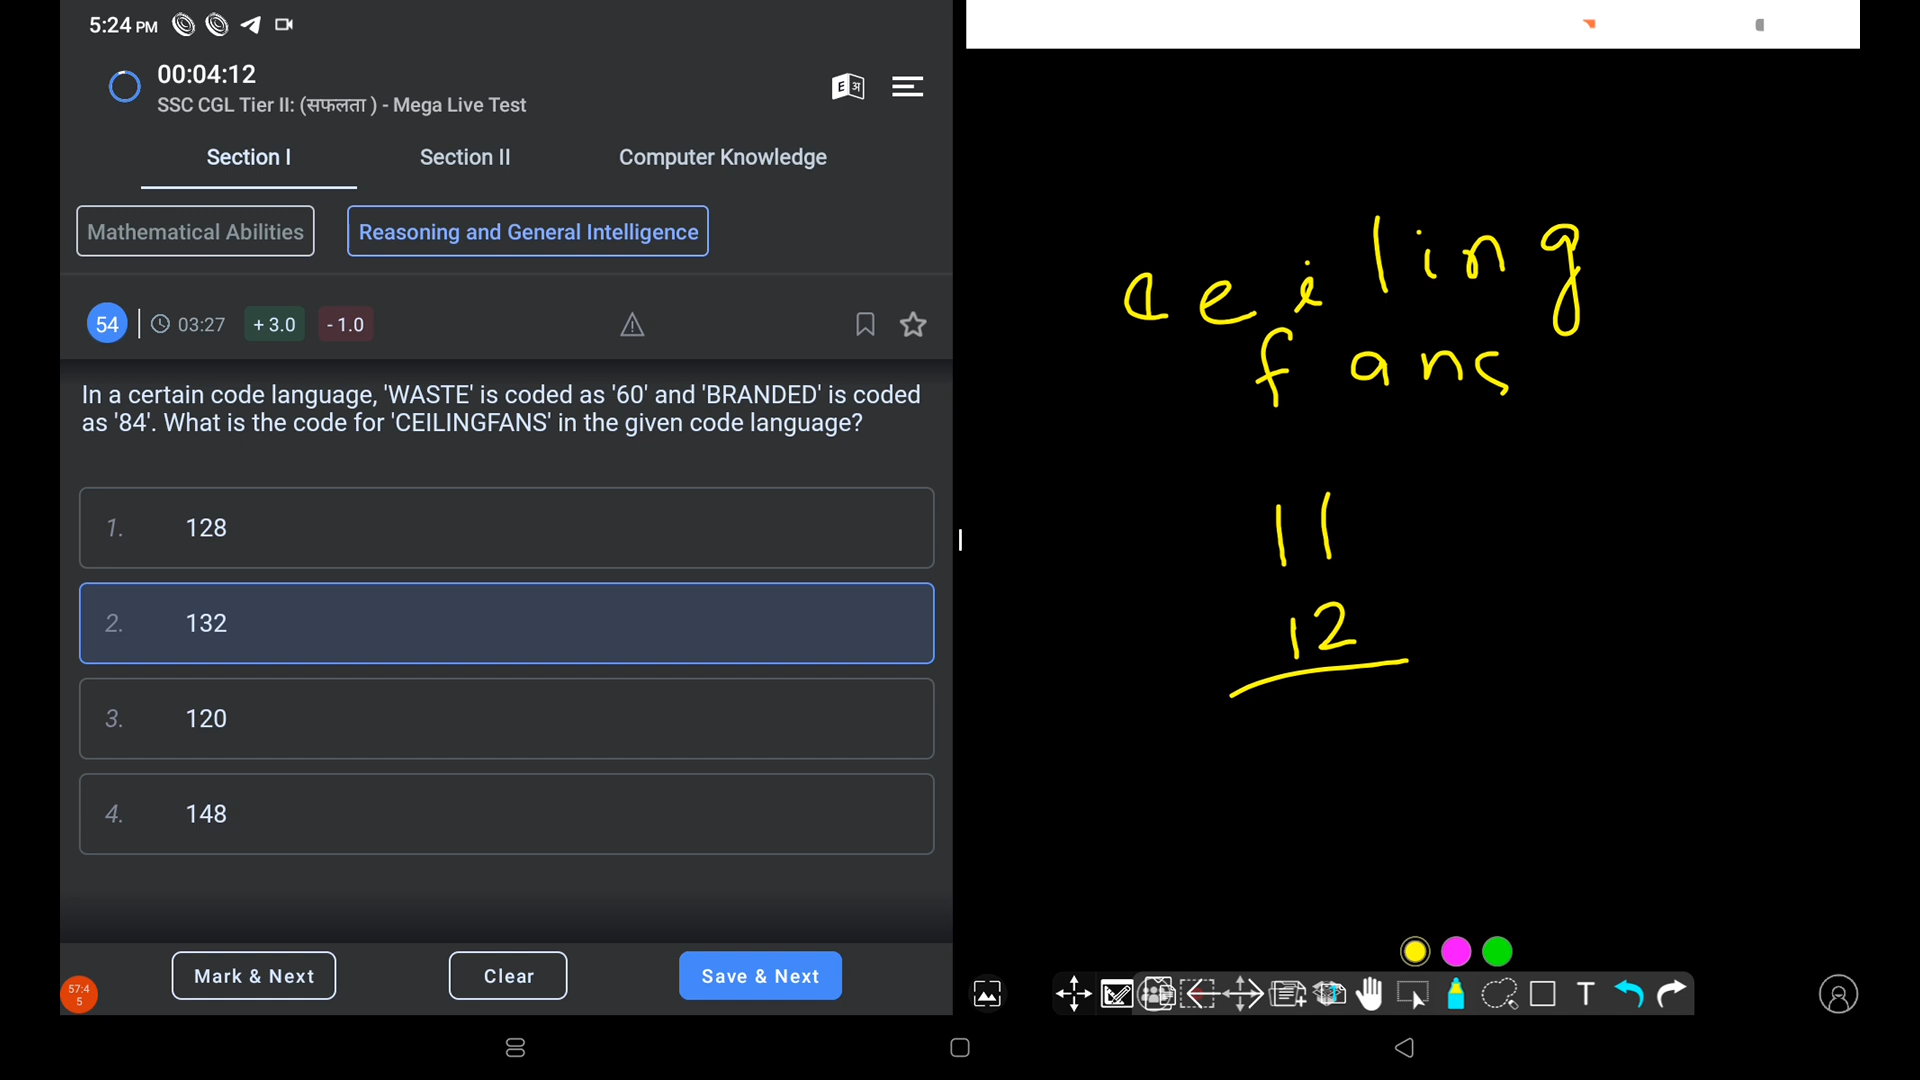 5:24 PM
00:04:12
SSC CGL Tier II: (सफलता ) - Mega Live Test
E अ
Section I Section II Computer Knowledge
Mathematical Abilities Reasoning and General Intelligence
54 03:27 + 3.0 - 1.0
In a certain code language, 'WASTE' is coded as '60' and 'BRANDED' is coded
as '84'. What is the code for 'CEILINGFANS' in the given code language?
1. 128
2. 132
3. 120
4. 148
Mark & Next Clear Save & Next
57:4
5
ceiling
fans
11
12
T